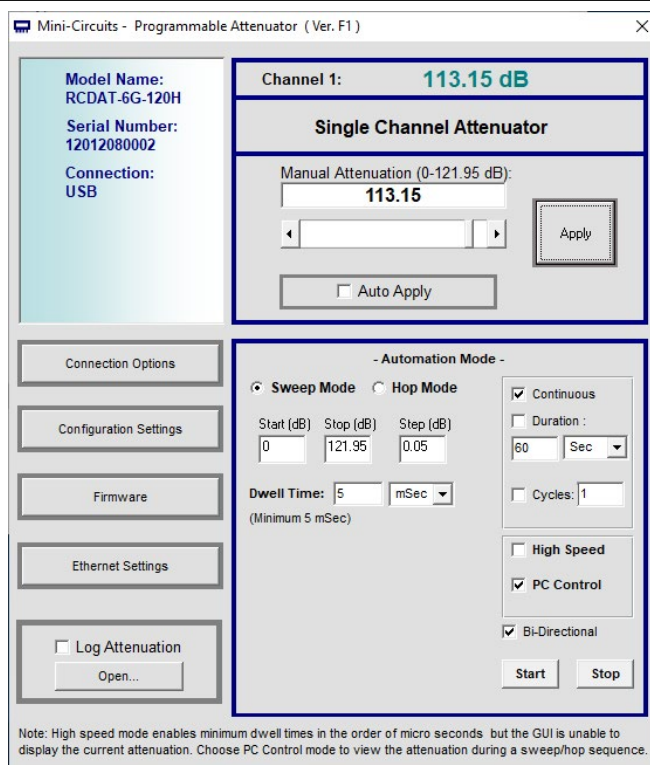 Mini-Circuits - Programmable Attenuator ( Ver. F1 )
Model Name:
RCDAT-6G-120H
Serial Number:
12012080002
Connection:
USB
Channel 1: 113.15 dB
Single Channel Attenuator
Manual Attenuation (0-121.95 dB):
113.15
Apply
Auto Apply
Connection Options
Configuration Settings
Firmware
Ethernet Settings
Log Attenuation
Open...
- Automation Mode -
Sweep Mode Hop Mode
Start (dB) Stop (dB) Step (dB)
0 121.95 0.05
Dwell Time: 5 mSec
(Minimum 5 mSec)
Continuous
Duration :
60 Sec
Cycles: 1
High Speed
PC Control
Bi-Directional
Start Stop
Note: High speed mode enables minimum dwell times in the order of micro seconds but the GUI is unable to
display the current attenuation. Choose PC Control mode to view the attenuation during a sweep/hop sequence.